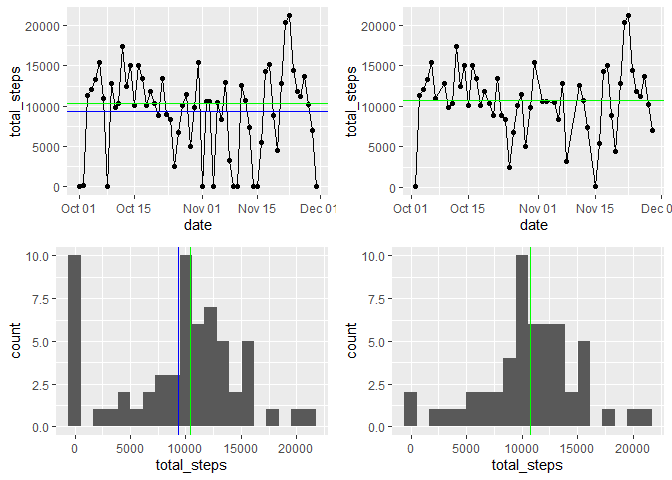 20000
15000
10000
5000
0
total_steps
Oct 01 Oct 15 Nov 01 Nov 15 Dec 0
date
20000
15000
10000
5000
0
total_steps
Oct 01 Oct 15 Nov 01 Nov 15 Dec 0
date
10.0
7.5
5.0
2.5
0.0
count
0 5000 10000 15000 20000
total_steps
10.0
7.5
5.0
2.5
0.0
count
0 5000 10000 15000 20000
total_steps